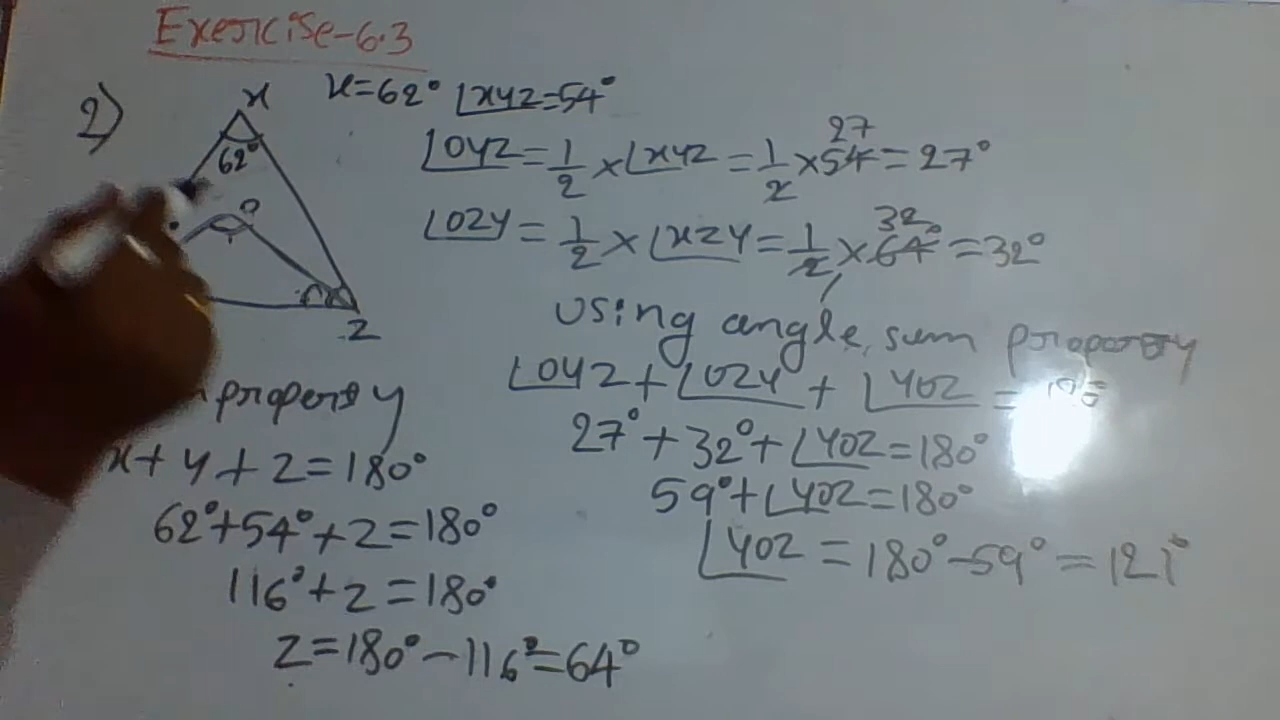 Exercise-6.3
2)
x=62° ∠XYZ=54°
x
62°
O
Z
∠OYZ=1/2×∠XYZ=1/2×54=27°
27
∠OZY=1/2×∠XZY=1/2×64°=32°
32
Using angle sum property
∠OYZ+∠OZY+∠YOZ=
27°+32°+∠YOZ=180°
59°+∠YOZ=180°
∠YOZ=180°-59°=121°
property
x+y+z=180°
62°+54°+z=180°
116°+z=180°
z=180°-116°=64°